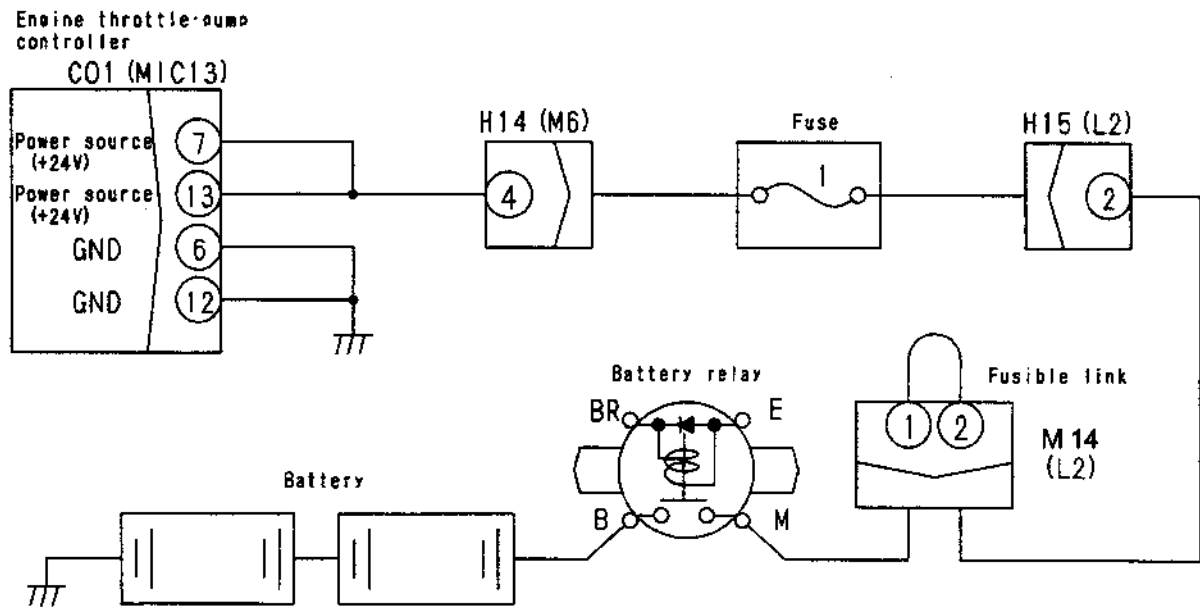 Engine throttle·pump
controller
C01 (MIC13)
Power source
(+24V)
7
Power source
(+24V)
13
GND
6
GND
12
H14 (M6)
4
Fuse
1
H15 (L2)
2
Battery relay
BR
E
B
M
Fusible link
1
2
M14
(L2)
Battery